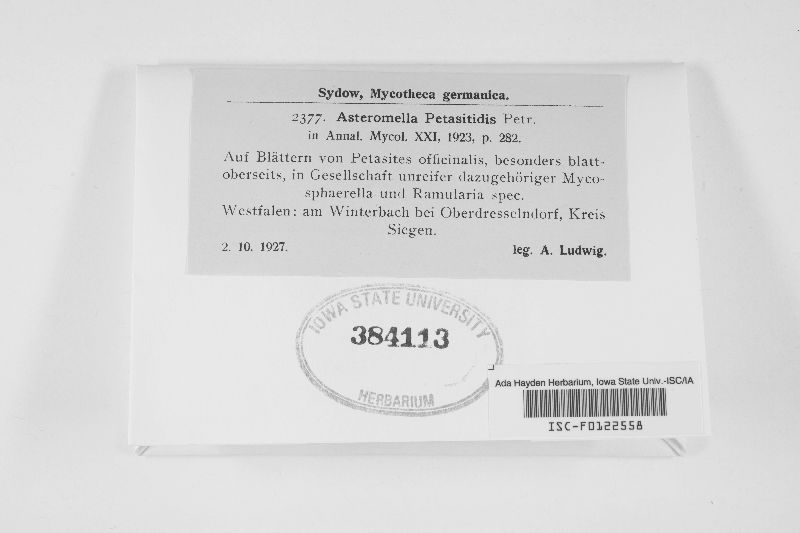 Sydow, Mycotheca germanica.
2377. Asteromella Petasitidis Petr.
in Annal. Mycol. XXI, 1923, p. 282.
Auf Blättern von Petasites officinalis, besonders blatt-
oberseits, in Gesellschaft unreifer dazugehöriger Myco-
sphaerella und Ramularia spec.
Westfalen: am Winterbach bei Oberdresselndorf, Kreis
Siegen.
2. 10. 1927. leg. A. Ludwig.
IOWA STATE UNIVERSITY
384113
HERBARIUM
Ada Hayden Herbarium, Iowa State Univ.-ISC/IA
ISC-F0122558